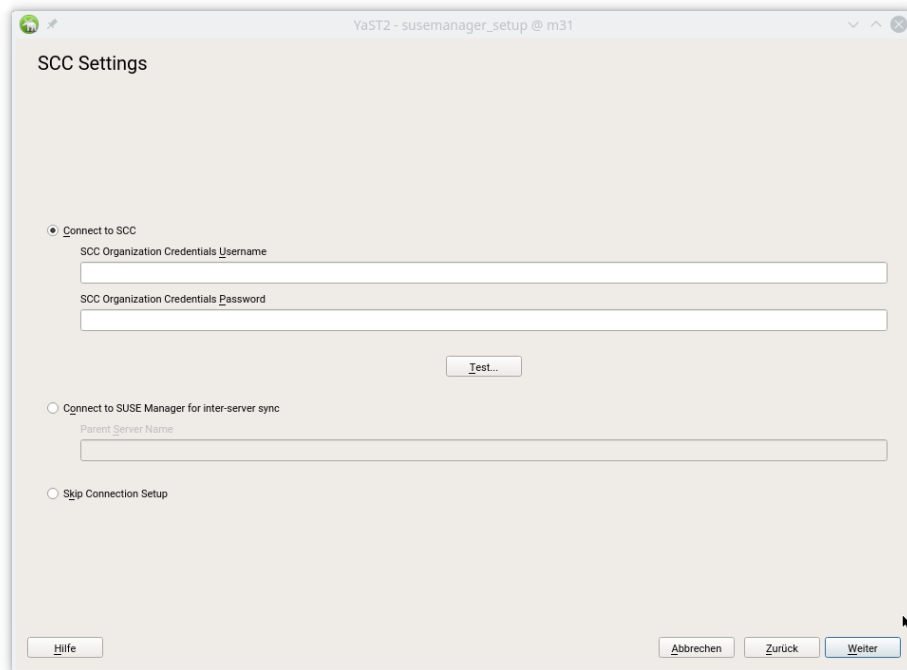 YaST2 - susemanager_setup @ m31
SCC Settings
Connect to SCC
SCC Organization Credentials Username
SCC Organization Credentials Password
Test...
Connect to SUSE Manager for inter-server sync
Parent Server Name
Skip Connection Setup
Hilfe
Abbrechen
Zurück
Weiter